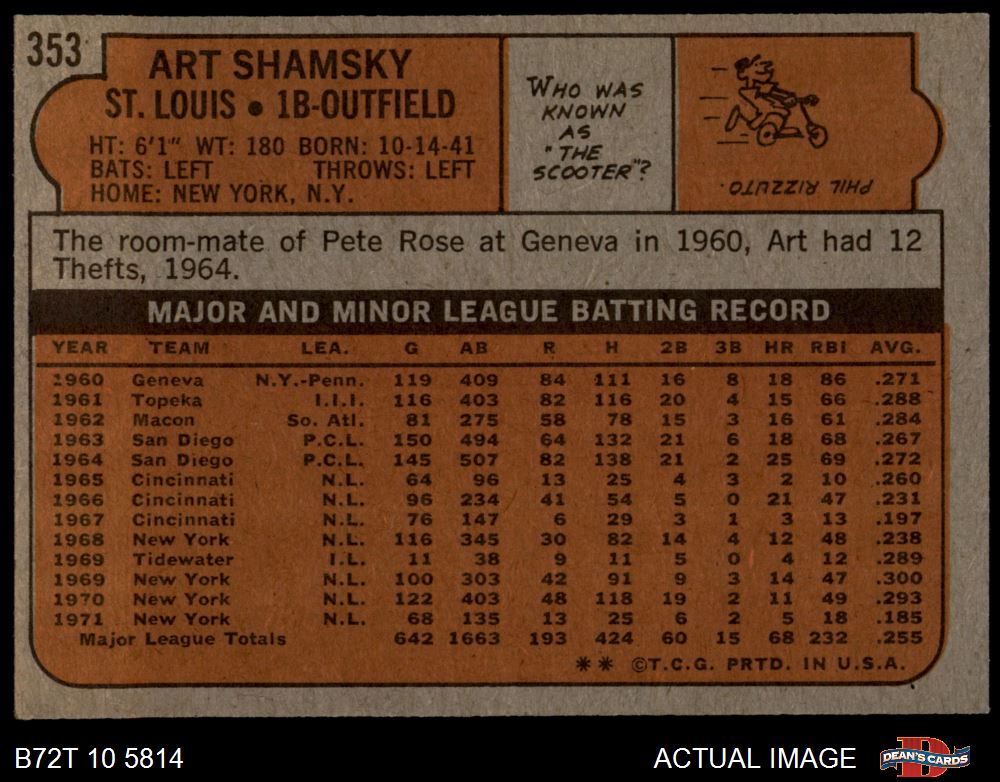 353
ART SHAMSKY
ST. LOUIS • 1B-OUTFIELD
HT: 6'1" WT: 180 BORN: 10-14-41
BATS: LEFT THROWS: LEFT
HOME: NEW YORK, N.Y.
WHO WAS
KNOWN
AS
"THE
SCOOTER"?
PHIL RIZZUTO.
The room-mate of Pete Rose at Geneva in 1960, Art had 12
Thefts, 1964.
MAJOR AND MINOR LEAGUE BATTING RECORD
YEAR TEAM LEA. G AB R H 2B 3B HR RBI AVG.
1960 Geneva N.Y.-Penn. 119 409 84 111 16 8 18 86 .271
1961 Topeka I.I.I. 116 403 82 116 20 4 15 66 .288
1962 Macon So. Atl. 81 275 58 78 15 3 16 61 .284
1963 San Diego P.C.L. 150 494 64 132 21 6 18 68 .267
1964 San Diego P.C.L. 145 507 82 138 21 2 25 69 .272
1965 Cincinnati N.L. 64 96 13 25 4 3 2 10 .260
1966 Cincinnati N.L. 96 234 41 54 5 0 21 47 .231
1967 Cincinnati N.L. 76 147 6 29 3 1 3 13 .197
1968 New York N.L. 116 345 30 82 14 4 12 48 .238
1969 Tidewater I.L. 11 38 9 11 5 0 4 12 .289
1969 New York N.L. 100 303 42 91 9 3 14 47 .300
1970 New York N.L. 122 403 48 118 19 2 11 49 .293
1971 New York N.L. 68 135 13 25 6 2 5 18 .185
Major League Totals 642 1663 193 424 60 15 68 232 .255
** ©T.C.G. PRTD. IN U.S.A.
B72T 10 5814
ACTUAL IMAGE
D
DEAN'S CARDS